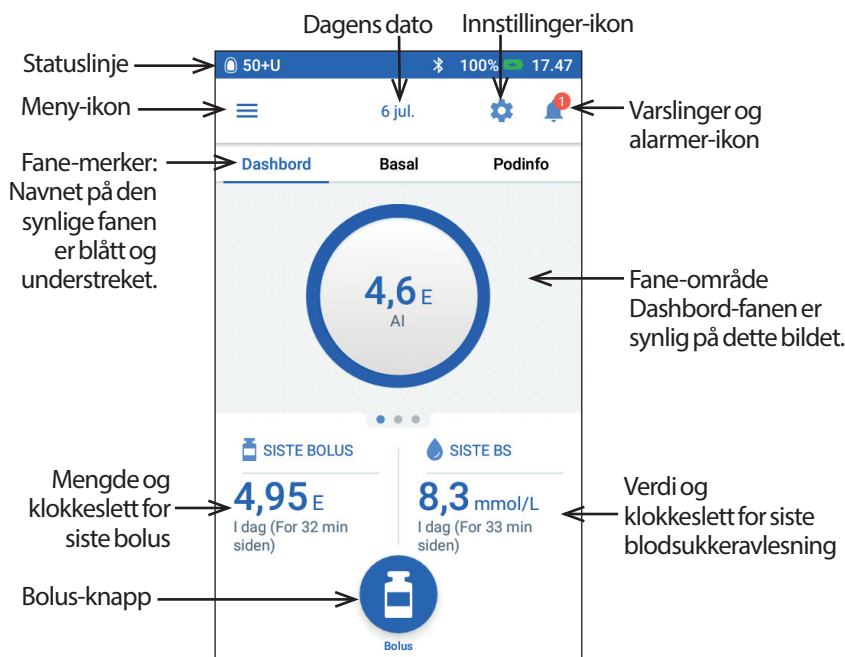 Dagens dato
Innstillinger-ikon
Statuslinje
50+U
100%
17.47
Meny-ikon
6 jul.
1
Varslinger og
alarmer-ikon
Fane-merker:
Navnet på den
synlige fanen
er blått og
understreket.
Dashbord
Basal
Podinfo
4,6 E
AI
Fane-område
Dashbord-fanen er
synlig på dette bildet.
SISTE BOLUS
SISTE BS
Mengde og
klokkeslett for
siste bolus
4,95 E
I dag (For 32 min
siden)
8,3 mmol/L
I dag (For 33 min
siden)
Verdi og
klokkeslett for siste
blodsukkeravlesning
Bolus-knapp
Bolus